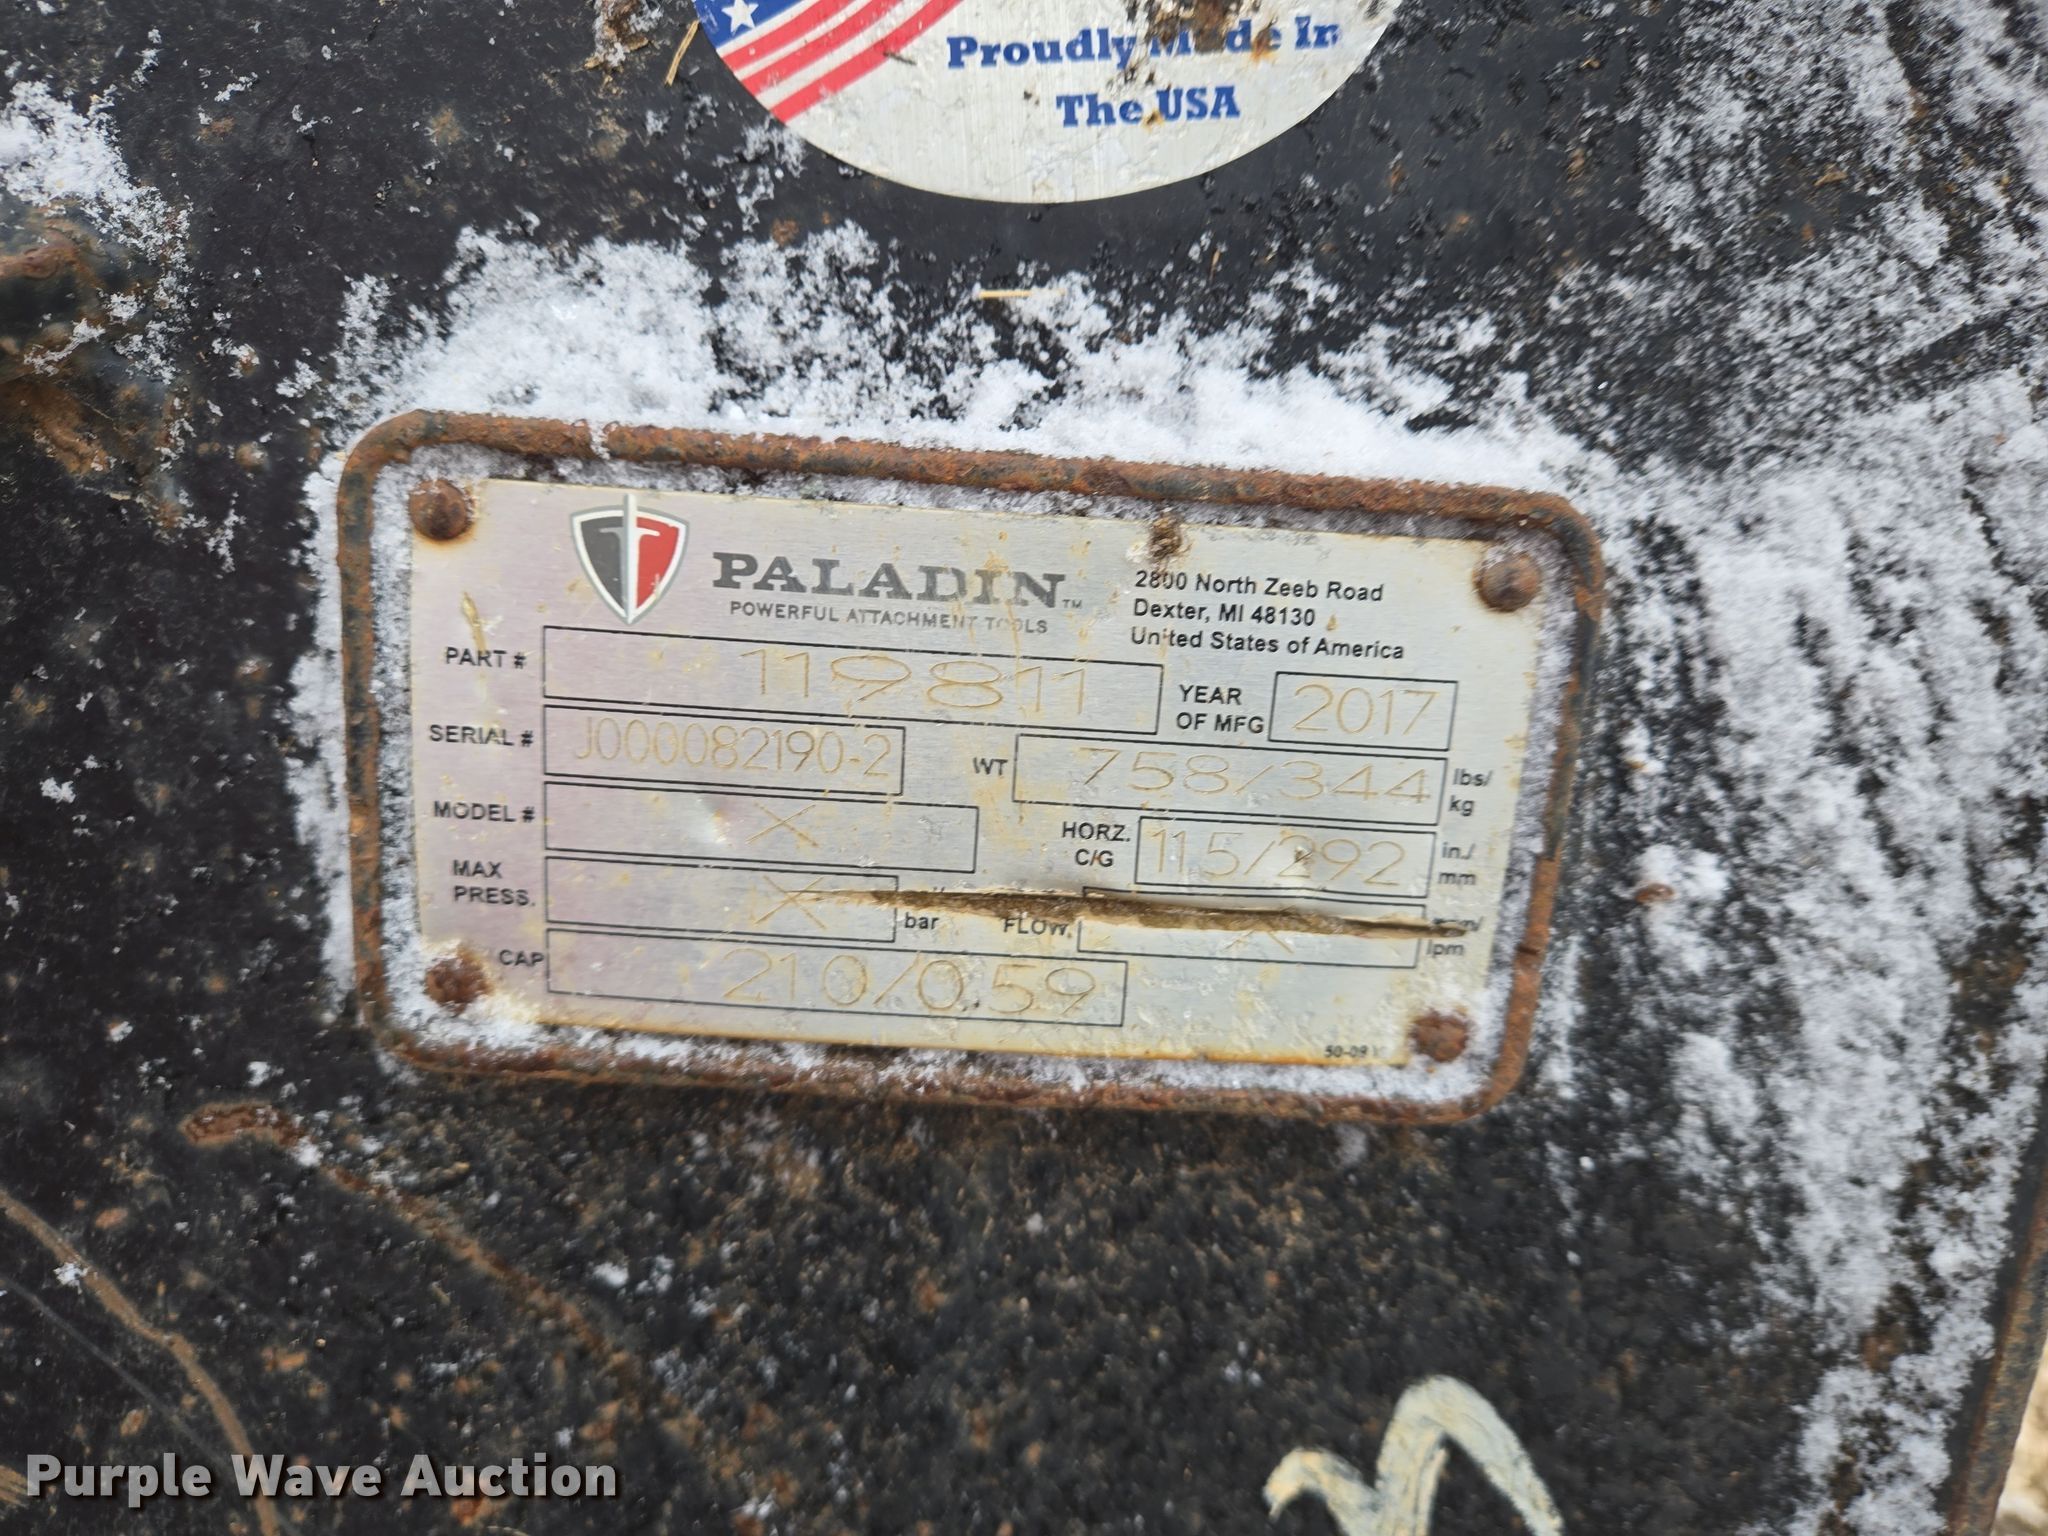 Proudly Made In
The USA
PALADIN™
POWERFUL ATTACHMENT TOOLS
2800 North Zeeb Road
Dexter, MI 48130
United States of America
PART # 119811
YEAR OF MFG 2017
SERIAL # J000082190-2
WT 758/344 lbs/ kg
MODEL # X
HORZ. C/G 11.5/292 in./ mm
MAX PRESS. X bar
FLOW. X lpm
CAP 210/0.59
Purple Wave Auction